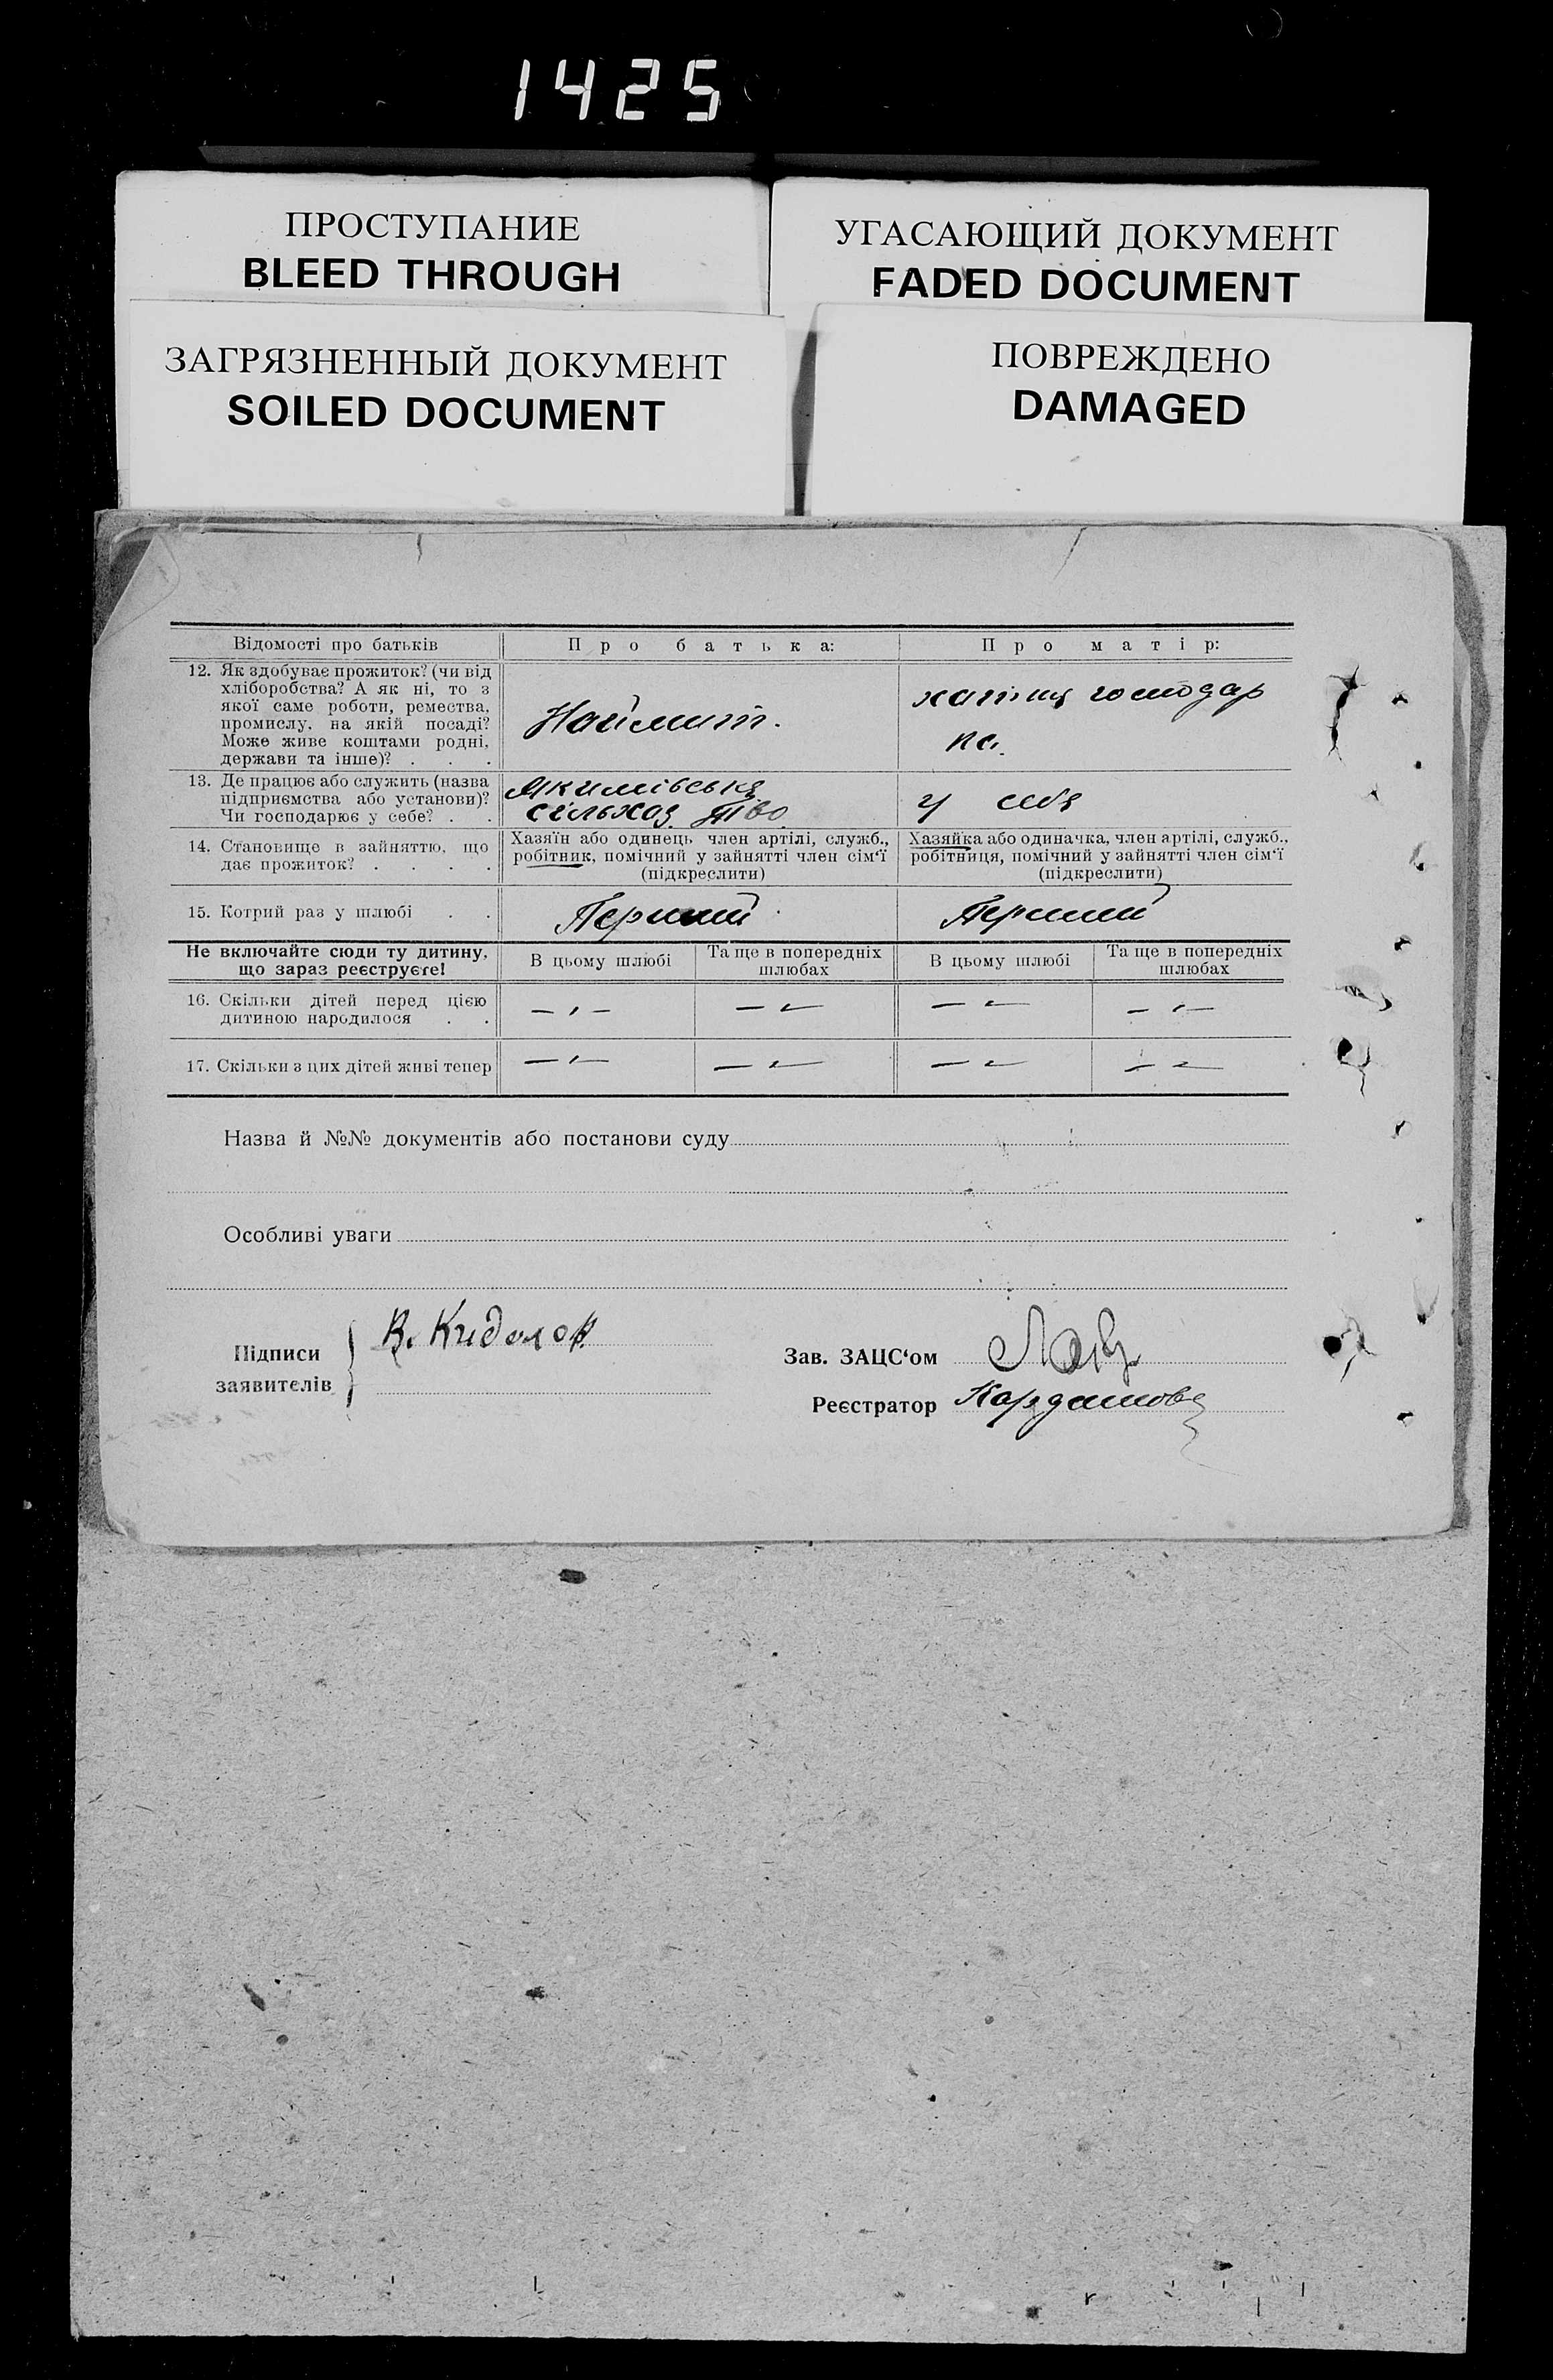 1425
ПРОСТУПАНИЕ
BLEED THROUGH
УГАСАЮЩИЙ ДОКУМЕНТ
FADED DOCUMENT
ЗАГРЯЗНЕННЫЙ ДОКУМЕНТ
SOILED DOCUMENT
ПОВРЕЖДЕНО
DAMAGED
Відомості про батьків
Про батька:
Про матір:
12. Як здобуває прожиток? (чи від
хліборобства? А як ні, то з
якої саме роботи, ремества,
промислу, на якій посаді?
Може живе коштами родні,
держави та інше)? . . .
Наймит.
хатня господар
ка.
13. Де працює або служить (назва
підприємства або установи)?
Чи господарює у себе? . .
Якимівська
сільхоз. Тво
у себя
14. Становище в зайняттю, що
дає прожиток? . . . .
Хазяїн або одинець член артілі, служб.,
робітник, помічний у зайнятті член сім'ї
(підкреслити)
Хазяйка або одиначка, член артілі, служб.,
робітниця, помічний у зайнятті член сім'ї
(підкреслити)
15. Котрий раз у шлюбі . .
Перший
Перший
Не включайте сюди ту дитину,
що зараз реєструєте!
В цьому шлюбі
Та ще в попередніх
шлюбах
В цьому шлюбі
Та ще в попередніх
шлюбах
16. Скільки дітей перед цією
дитиною народилося . .
17. Скільки з цих дітей живі тепер
Назва й №№ документів або постанови суду
Особливі уваги
Підписи
заявителів
В.
Зав. ЗАЦС'ом
Реєстратор